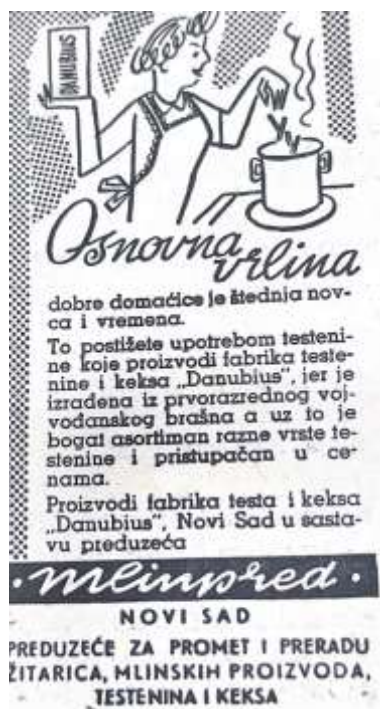 DANUBIUS
Osnovna
vrlina
dobre domaćice je štednja nov-
ca i vremena.
To postižete upotrebom testeni-
ne koje proizvodi fabrika teste-
nine i keksa „Danubius", jer je
izrađena iz prvorazrednog voj-
vođanskog brašna a uz to je
bogat asortiman razne vrste te-
stenine i pristupačan u ce-
nama.
Proizvodi fabrika testa i keksa
„Danubius", Novi Sad u sasta-
vu preduzeća
· Mlinpred ·
NOVI SAD
PREDUZEĆE ZA PROMET I PRERADU
ŽITARICA, MLINSKIH PROIZVODA,
TESTENINA I KEKSA